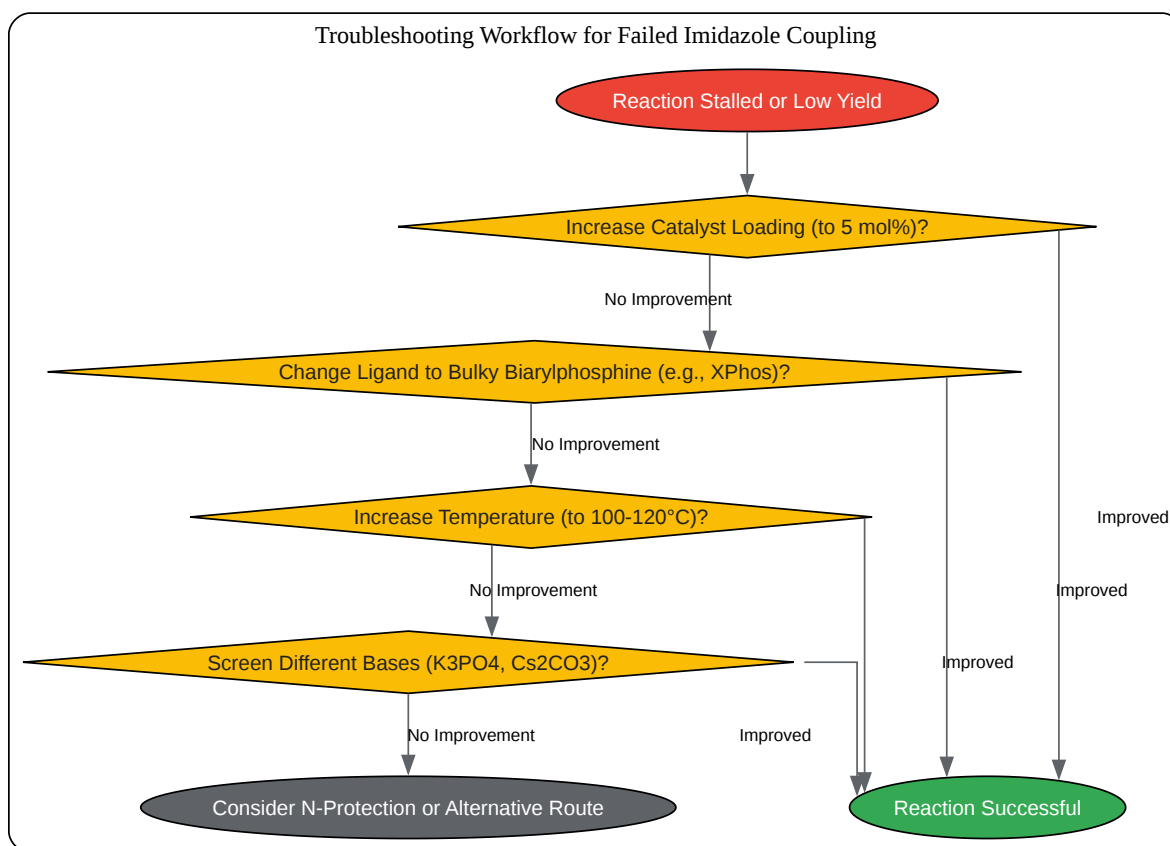 Troubleshooting Workflow for Failed Imidazole Coupling
Reaction Stalled or Low Yield
Increase Catalyst Loading (to 5 mol%)?
No Improvement
Change Ligand to Bulky Biarylphosphine (e.g., XPhos)?
No Improvement
Increase Temperature (to 100-120°C)?
Improved
No Improvement
Improved
Screen Different Bases (K3PO4, Cs2CO3)?
Improved
No Improvement
Improved
Consider N-Protection or Alternative Route
Reaction Successful